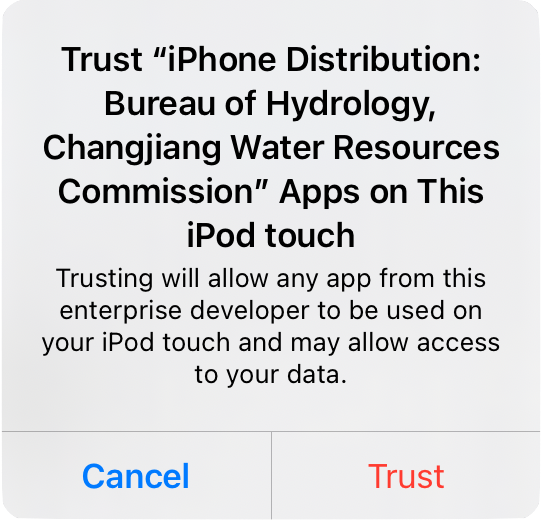 Trust “iPhone Distribution:
Bureau of Hydrology,
Changjiang Water Resources
Commission” Apps on This
iPod touch
Trusting will allow any app from this
enterprise developer to be used on
your iPod touch and may allow access
to your data.
Cancel
Trust